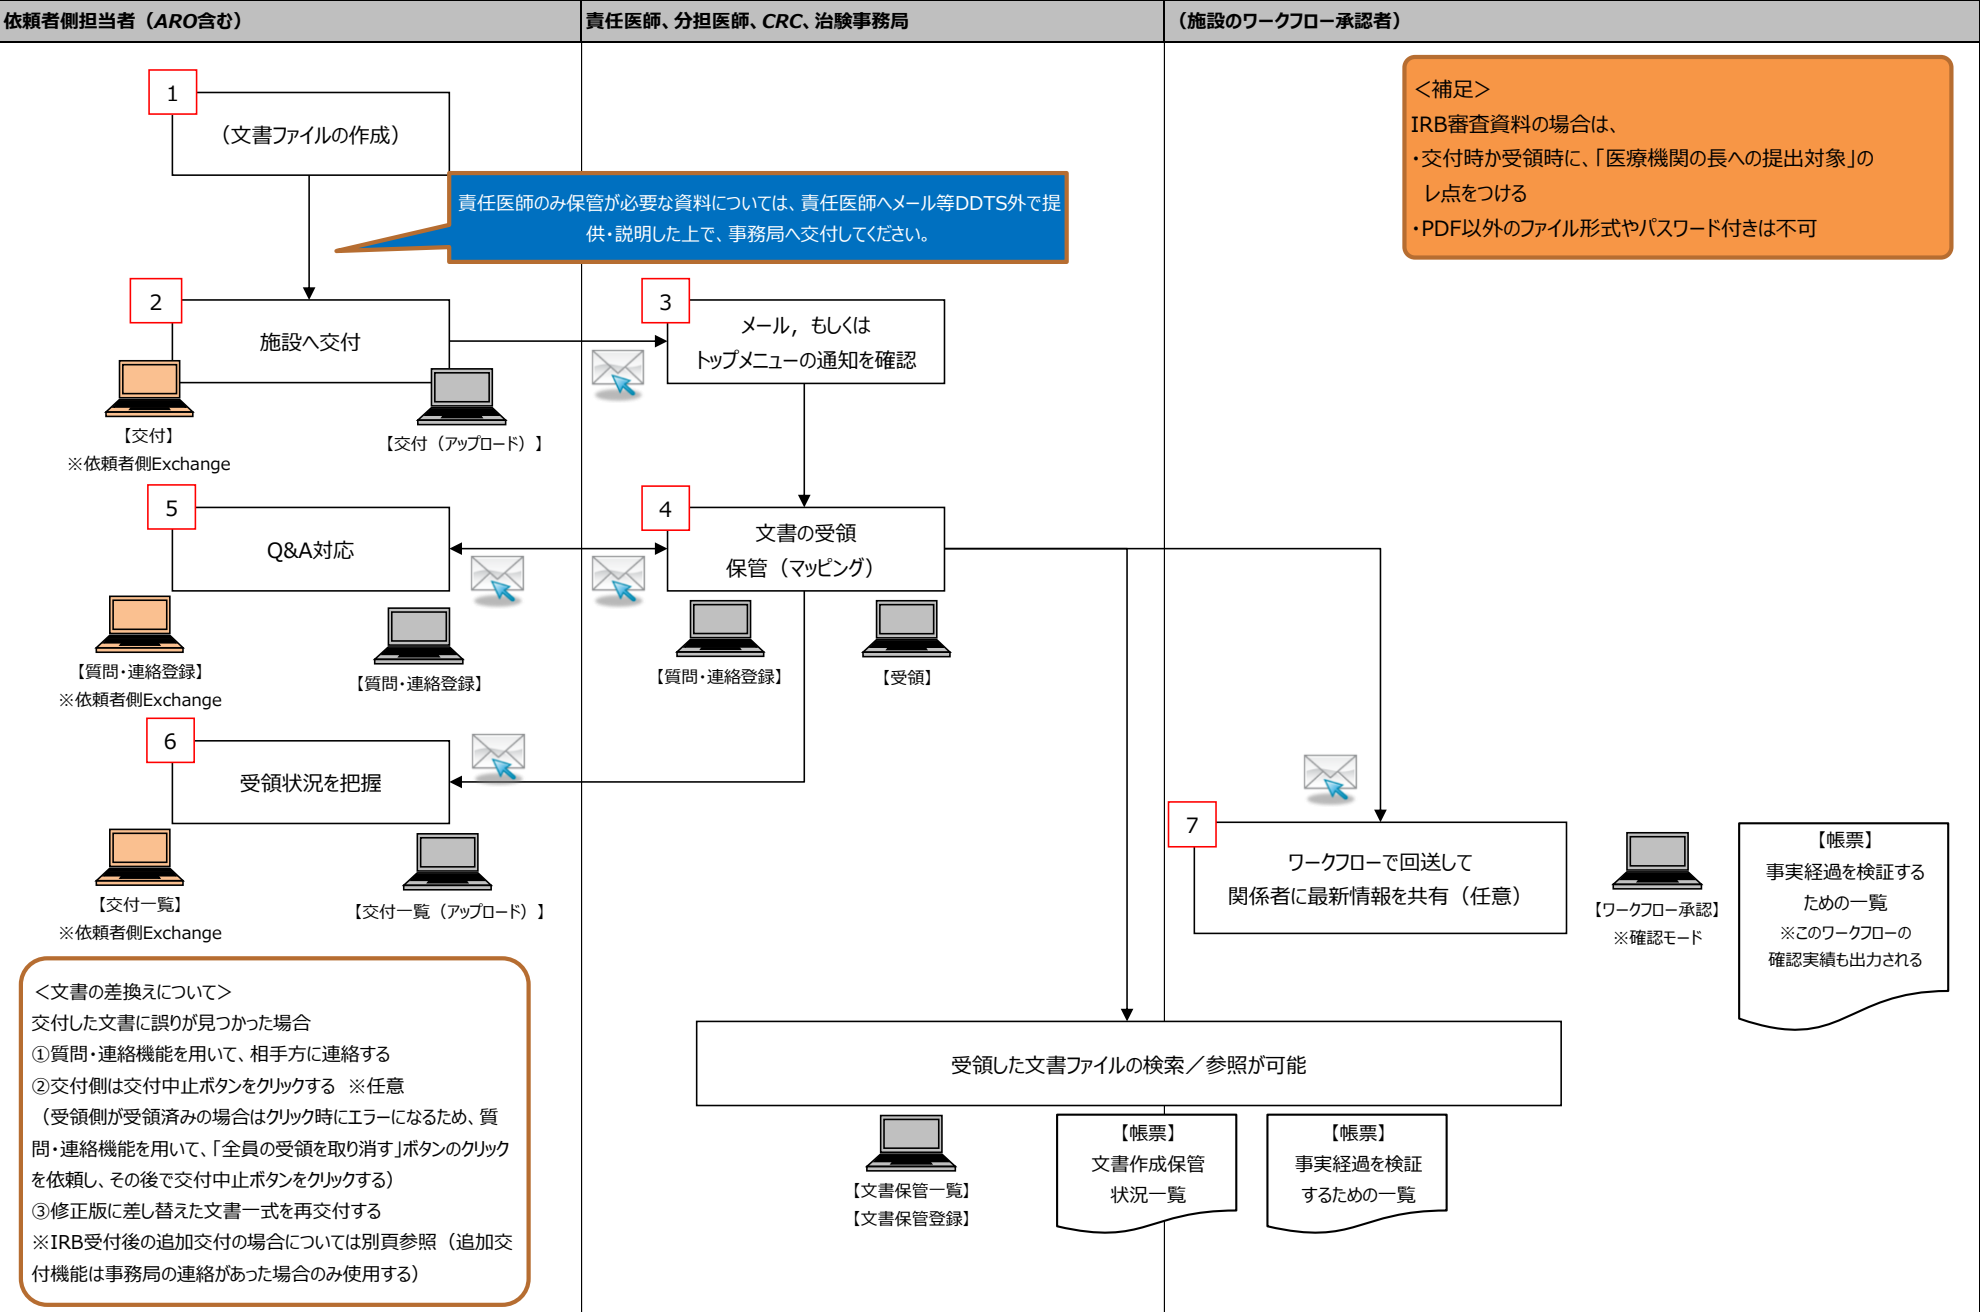 依頼者側担当者（ARO含む）
責任医師、分担医師、CRC、治験事務局
（施設のワークフロー承認者）
1
（文書ファイルの作成）
責任医師のみ保管が必要な資料については、責任医師へメール等DDTS外で提
供・説明した上で、事務局へ交付してください。
＜補足＞
IRB審査資料の場合は、
・交付時か受領時に、「医療機関の長への提出対象」の
レ点をつける
・PDF以外のファイル形式やパスワード付きは不可
2
施設へ交付
【交付】
※依頼者側Exchange
【交付（アップロード）】
3
メール，もしくは
トップメニューの通知を確認
5
Q&A対応
【質問・連絡登録】
※依頼者側Exchange
【質問・連絡登録】
4
文書の受領
保管（マッピング）
【質問・連絡登録】
【受領】
6
受領状況を把握
【交付一覧】
※依頼者側Exchange
【交付一覧（アップロード）】
7
ワークフローで回送して
関係者に最新情報を共有（任意）
【ワークフロー承認】
※確認モード
【帳票】
事実経過を検証する
ための一覧
※このワークフローの
確認実績も出力される
＜文書の差換えについて＞
交付した文書に誤りが見つかった場合
①質問・連絡機能を用いて、相手方に連絡する
②交付側は交付中止ボタンをクリックする　※任意
（受領側が受領済みの場合はクリック時にエラーになるため、質
問・連絡機能を用いて、「全員の受領を取り消す」ボタンのクリック
を依頼し、その後で交付中止ボタンをクリックする）
③修正版に差し替えた文書一式を再交付する
※IRB受付後の追加交付の場合については別頁参照（追加交
付機能は事務局の連絡があった場合のみ使用する）
受領した文書ファイルの検索／参照が可能
【文書保管一覧】
【文書保管登録】
【帳票】
文書作成保管
状況一覧
【帳票】
事実経過を検証
するための一覧